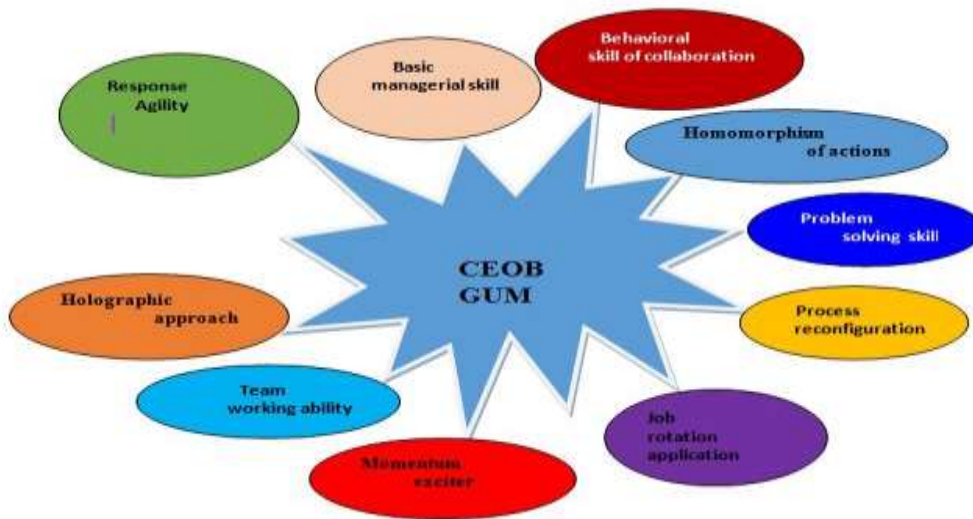 Behavioral
skill of collaboration
Basic
managerial skill
Response
Agility
Homomorphium
of actions
Problem
solving skill
CEOB
GUM
Holographic
approach
Process
reconfiguration
Team
working ability
Job
rotation
application
Momentum
exciter